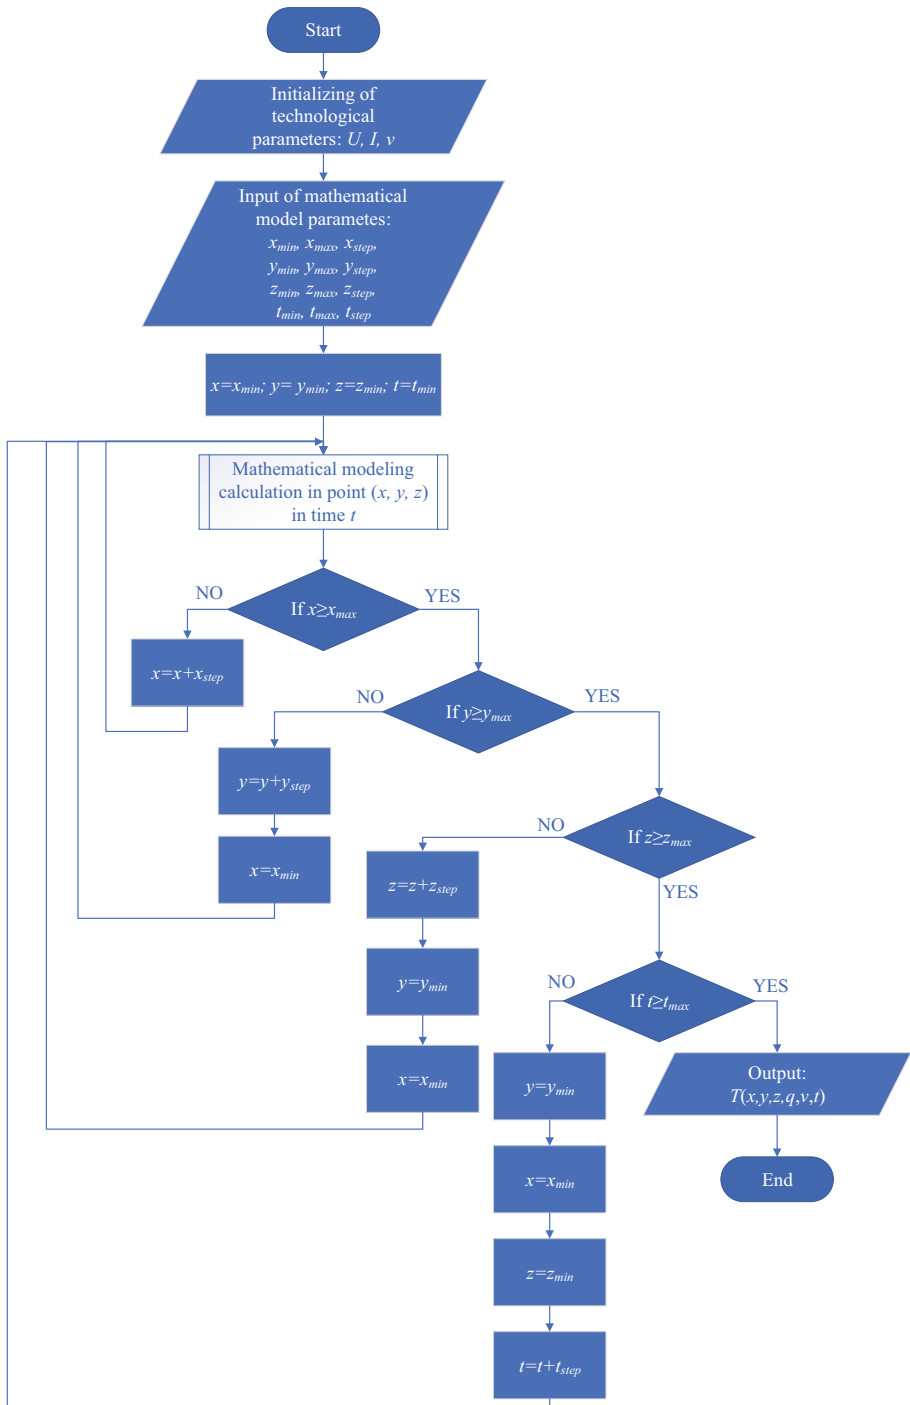 Start
Initializing of
technological
parameters: U, I, v
Input of mathematical
model parametes:
xmin, xmax, xstep,
ymin, ymax, ystep,
zmin, zmax, zstep,
tmin, tmax, tstep
x=xmin; y= ymin; z=zmin; t=tmin
Mathematical modeling
calculation in point (x, y, z)
in time t
NO
YES
If x≥xmax
x=x+xstep
NO
YES
If y≥ymax
y=y+ystep
x=xmin
NO
If z≥zmax
YES
z=z+zstep
y=ymin
x=xmin
NO
YES
If t≥tmax
y=ymin
x=xmin
z=zmin
t=t+tstep
Output:
T(x,y,z,q,v,t)
End